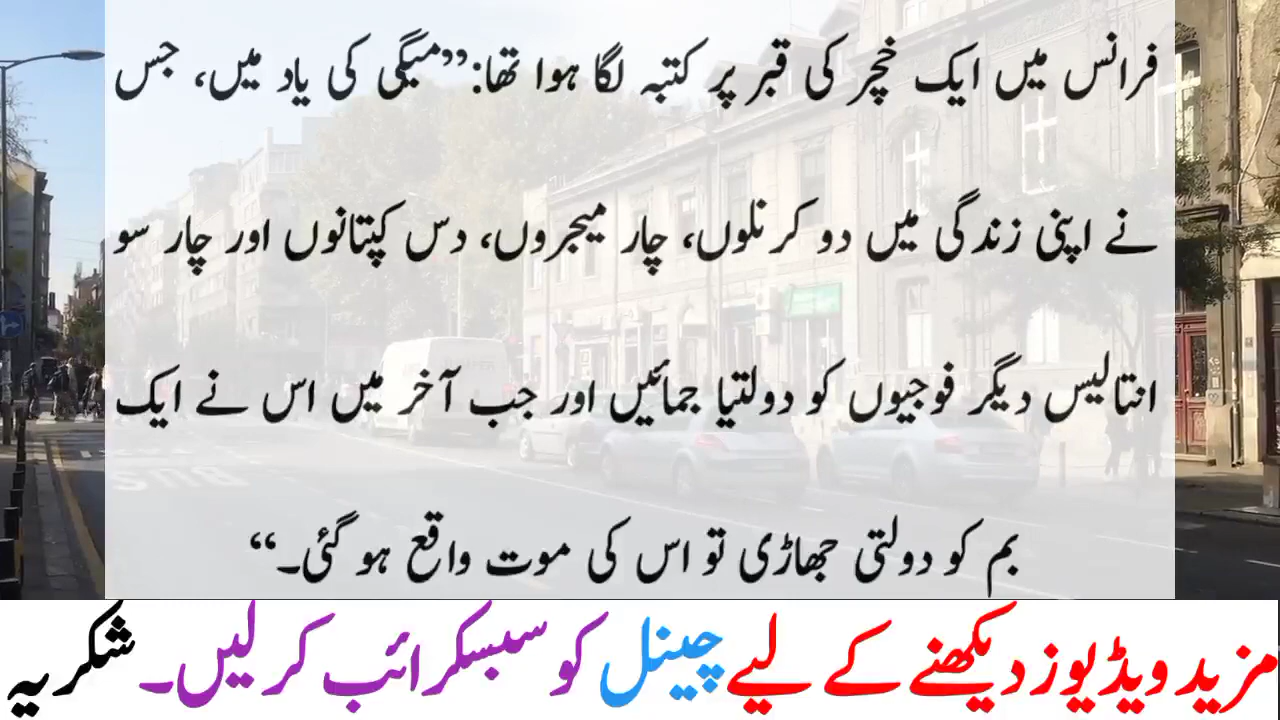 فرانس میں ایک خچر کی قبر پر کتبہ لگا ہوا تھا:”میگی کی یاد میں، جس
نے اپنی زندگی میں دو کرنلوں، چار میجروں، دس کپتانوں اور چار سو
انتالیس دیگر فوجیوں کو دولتیا جمائیں اور جب آخر میں اس نے ایک
بم کو دولتی جھاڑی تو اس کی موت واقع ہو گئی۔“
مزید ویڈیوز دیکھنے کے لیے چینل کو سبسکرائب کر لیں۔ شکریہ